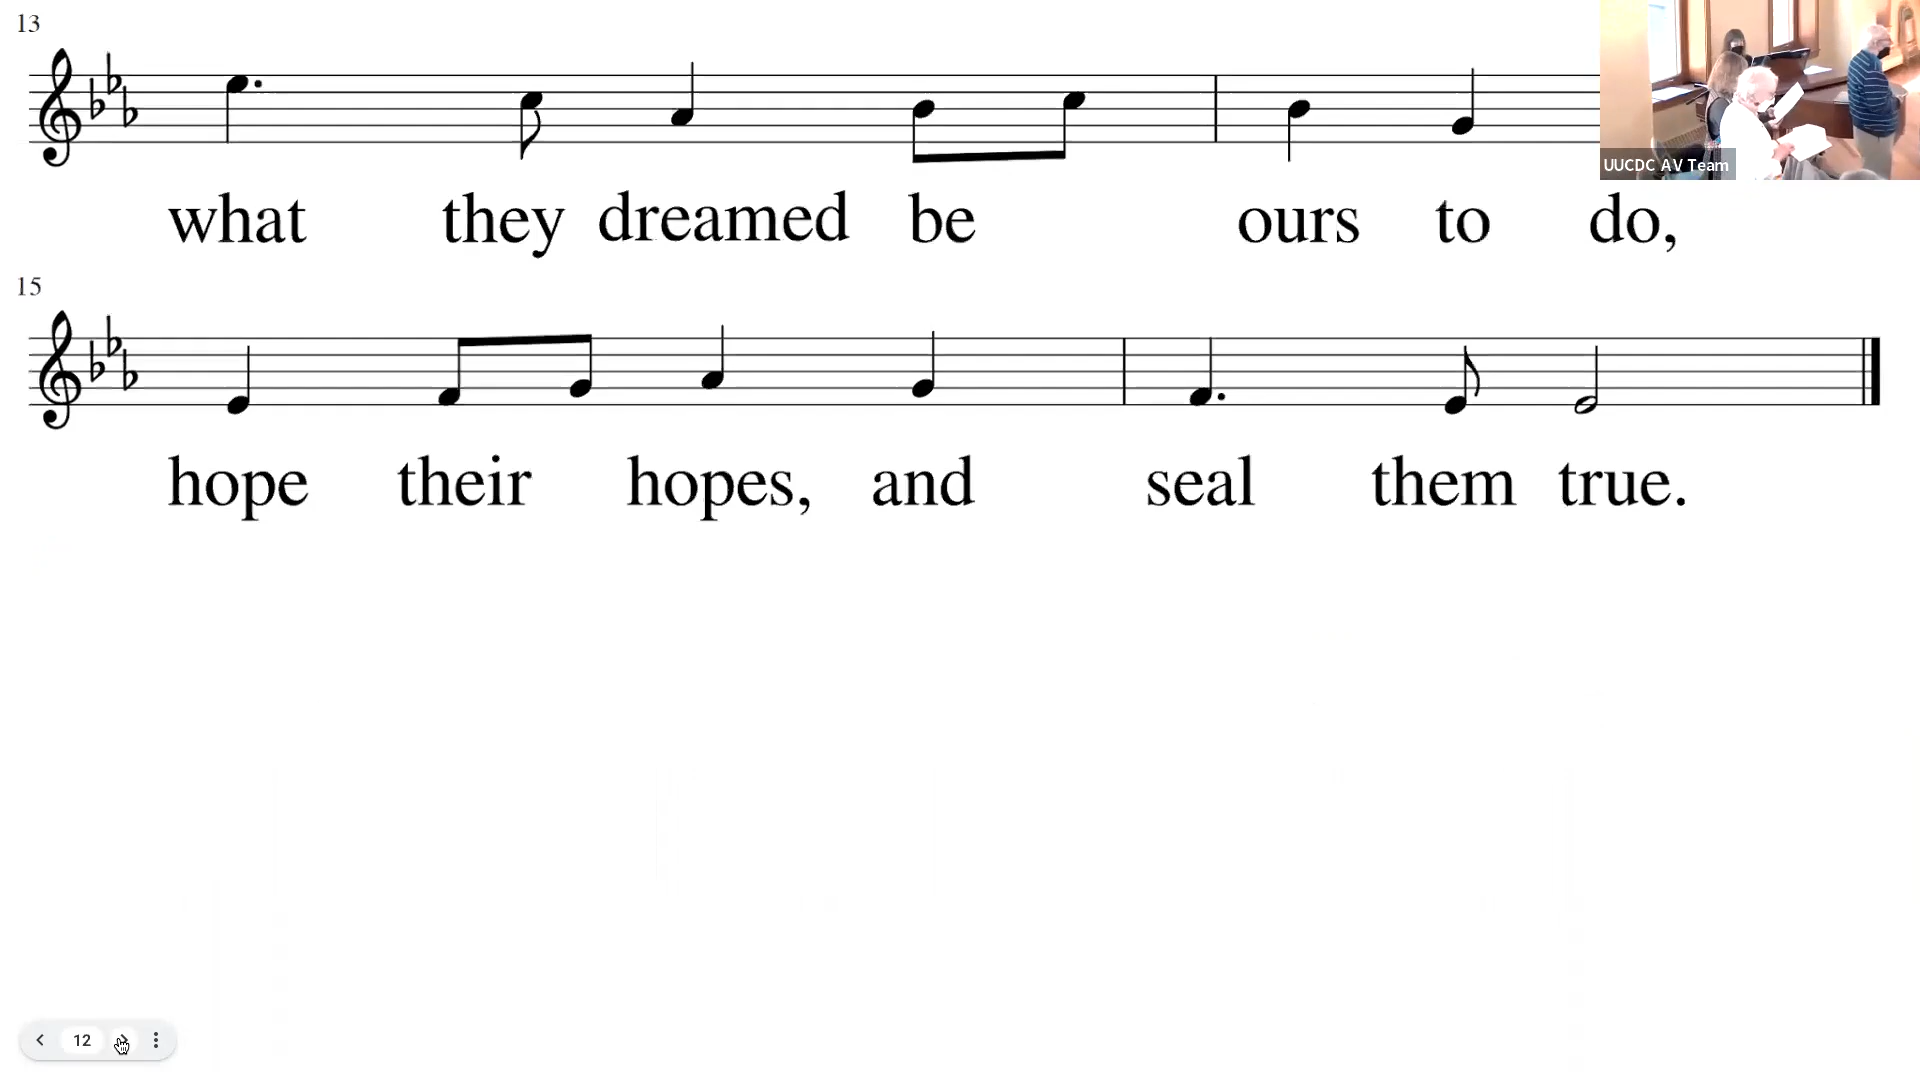 13
UUCDC AV Team
what they dreamed be ours to do,
15
hope their hopes, and seal them true.
12